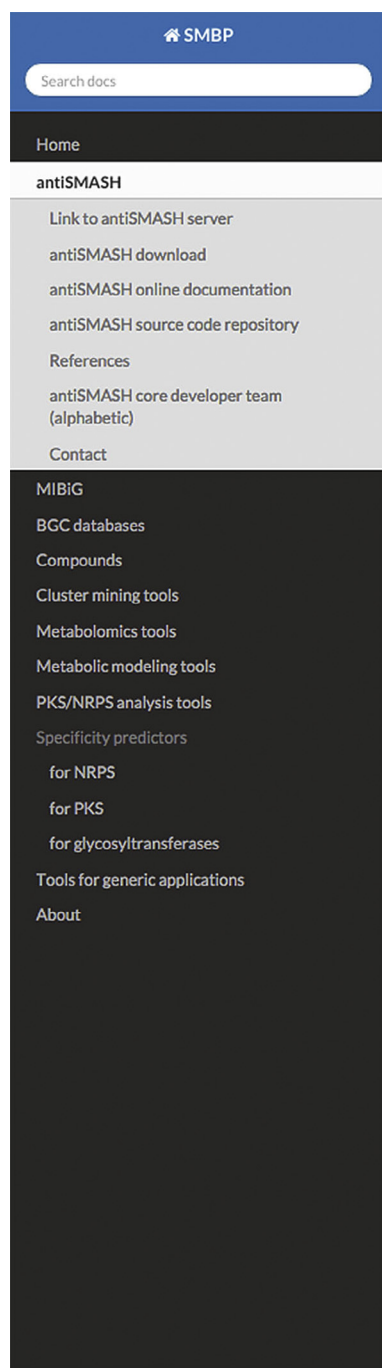 SMBP
Search docs
Home
antiSMASH
Link to antiSMASH server
antiSMASH download
antiSMASH online documentation
antiSMASH source code repository
References
antiSMASH core developer team
(alphabetic)
Contact
MIBiG
BGC databases
Compounds
Cluster mining tools
Metabolomics tools
Metabolic modeling tools
PKS/NRPS analysis tools
Specificity predictors
for NRPS
for PKS
for glycosyltransferases
Tools for generic applications
About